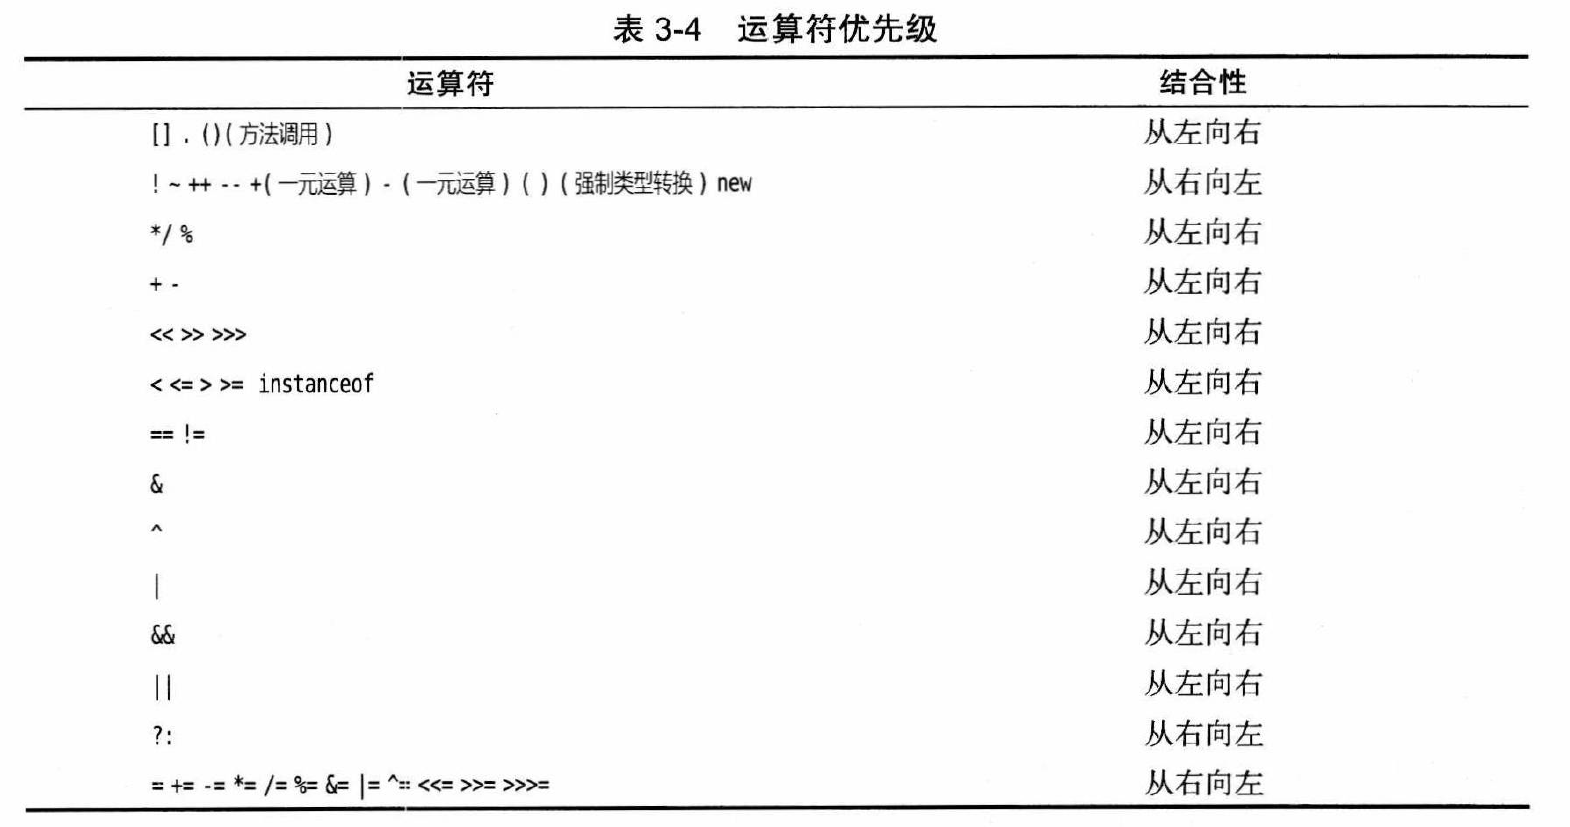 表 3-4 运算符优先级
运算符 结合性
[] . ()(方法调用) 从左向右
! ~ ++ -- +(一元运算) - (一元运算) ( ) (强制类型转换) new 从右向左
*/ % 从左向右
+ - 从左向右
<< >> >>> 从左向右
< <= > >= instanceof 从左向右
== != 从左向右
& 从左向右
^ 从左向右
| 从左向右
&& 从左向右
|| 从左向右
?: 从右向左
= += -= *= /= %= &= |= ^= <<= >>= >>>= 从右向左